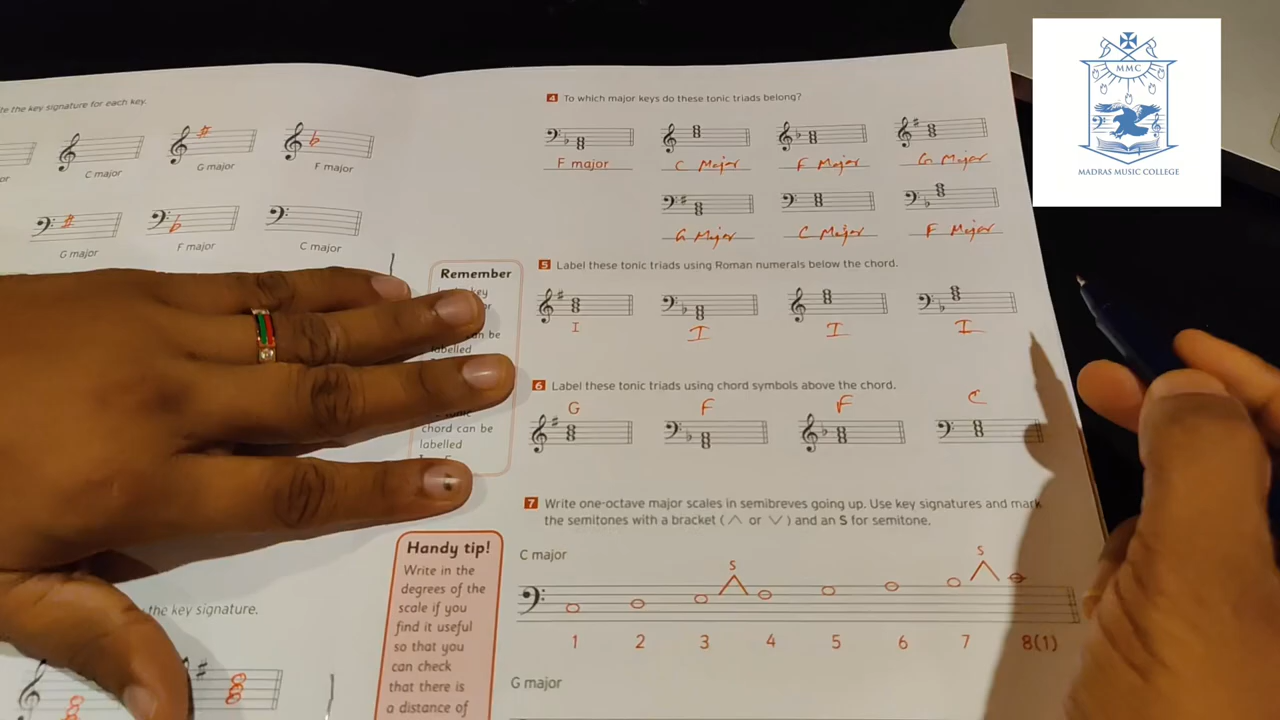 te the key signature for each key.
C major
G major
F major
G major
F major
C major
the key signature.
Remember
key
can be
labelled
chord can be
labelled
Handy tip!
Write in the
degrees of the
scale if you
find it useful
so that you
can check
that there is
a distance of
4 To which major keys do these tonic triads belong?
F major C Major F Major G Major
G Major C Major F Major
5 Label these tonic triads using Roman numerals below the chord.
I I I I
6 Label these tonic triads using chord symbols above the chord.
G F F C
7 Write one-octave major scales in semibreves going up. Use key signatures and mark
the semitones with a bracket ( or ) and an S for semitone.
C major
S S
1 2 3 4 5 6 7 8(1)
G major
MMC
MADRAS MUSIC COLLEGE